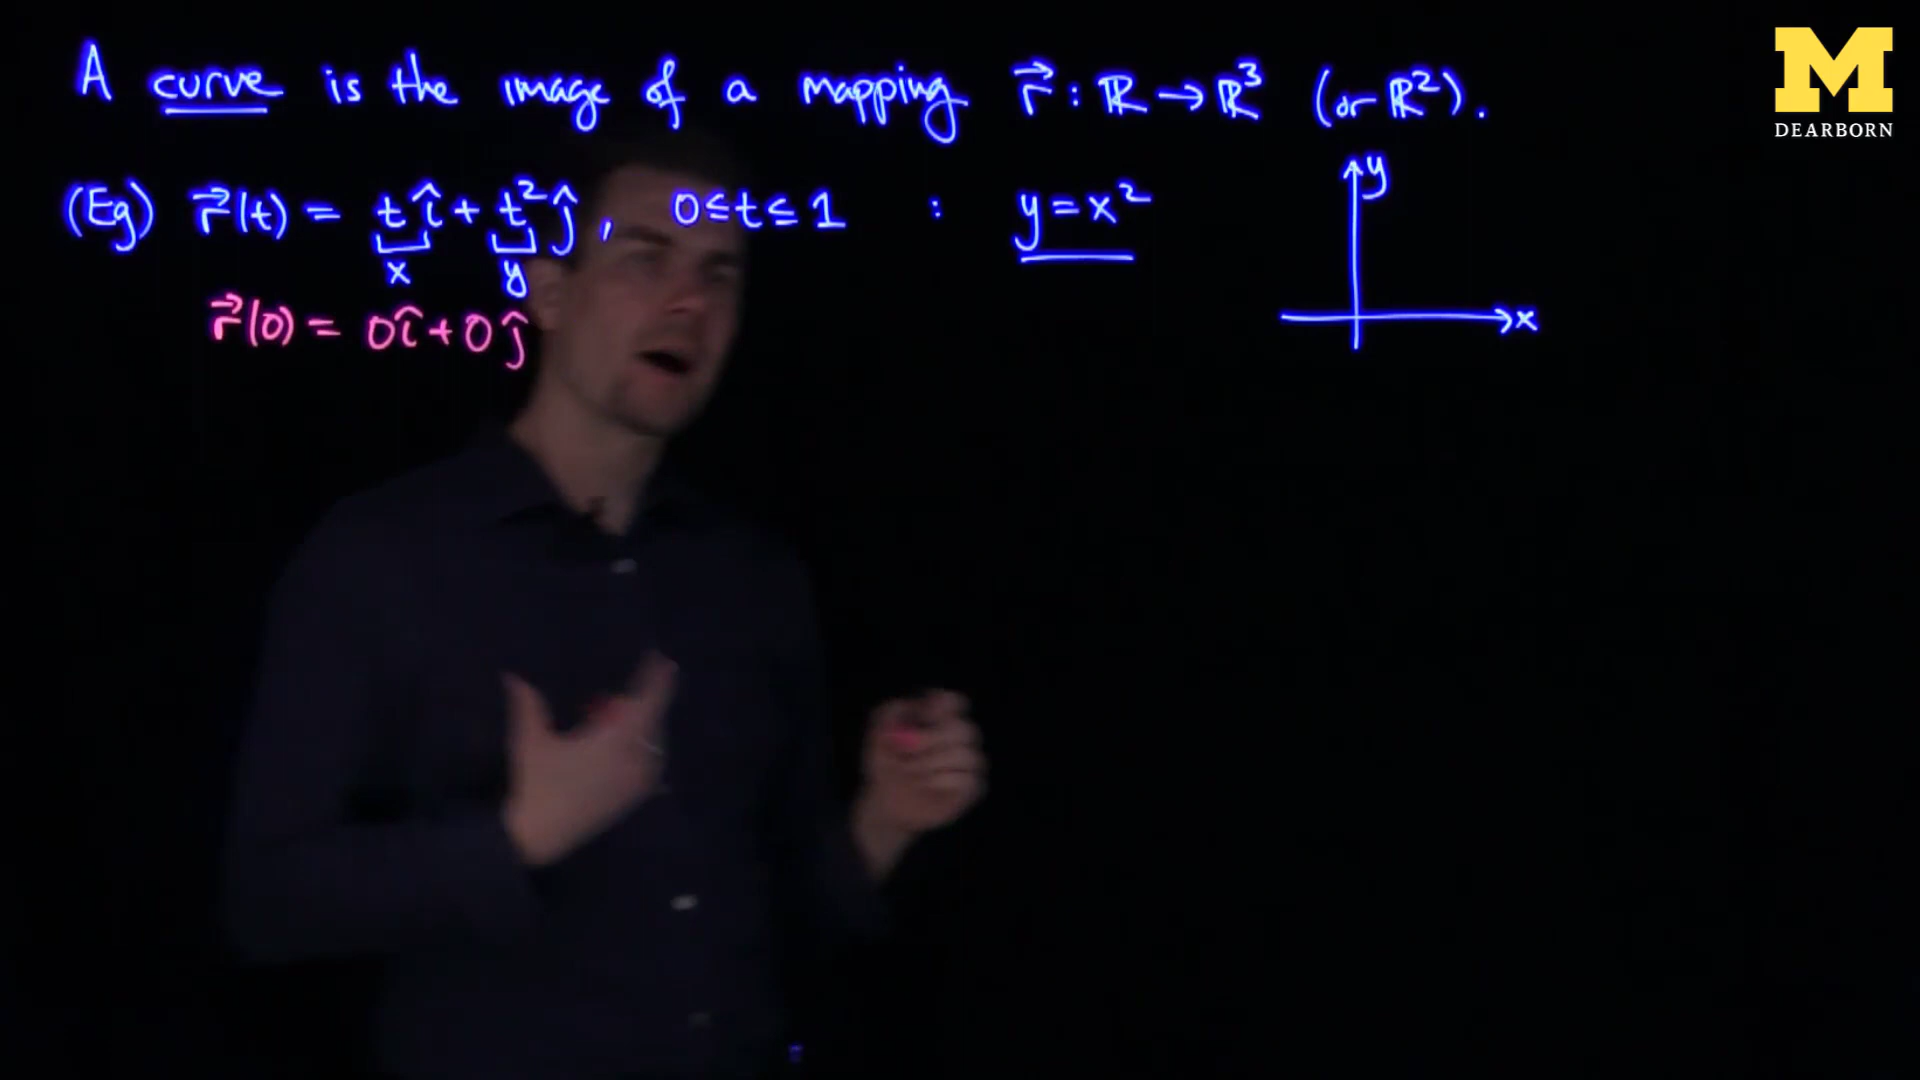 A curve is the image of a mapping r⃗ : ℝ → ℝ³ (or ℝ²).
(Eg) r⃗(t) = t î + t² ĵ , 0 ≤ t ≤ 1 : y = x²
x y
r⃗(0) = 0î + 0ĵ
y
x
M
DEARBORN